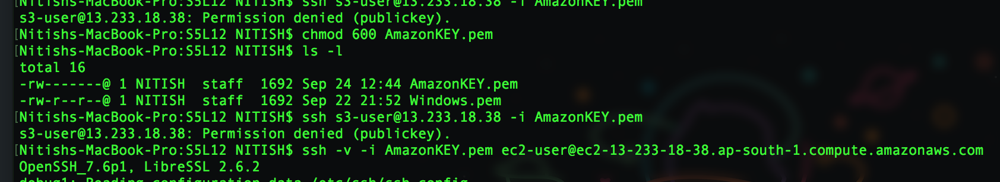 [Nitishs-MacBook-Pro:S5L12 NITISH$ ssh s3-user@13.233.18.38 -i AmazonKEY.pem
s3-user@13.233.18.38: Permission denied (publickey).
[Nitishs-MacBook-Pro:S5L12 NITISH$ chmod 600 AmazonKEY.pem
[Nitishs-MacBook-Pro:S5L12 NITISH$ ls -l
total 16
-rw-------@ 1 NITISH  staff  1692 Sep 24 12:44 AmazonKEY.pem
-rw-r--r--@ 1 NITISH  staff  1692 Sep 22 21:52 Windows.pem
[Nitishs-MacBook-Pro:S5L12 NITISH$ ssh s3-user@13.233.18.38 -i AmazonKEY.pem
s3-user@13.233.18.38: Permission denied (publickey).
[Nitishs-MacBook-Pro:S5L12 NITISH$ ssh -v -i AmazonKEY.pem ec2-user@ec2-13-233-18-38.ap-south-1.compute.amazonaws.com
OpenSSH_7.6p1, LibreSSL 2.6.2
debug1: Reading configuration data /etc/ssh/ssh_config